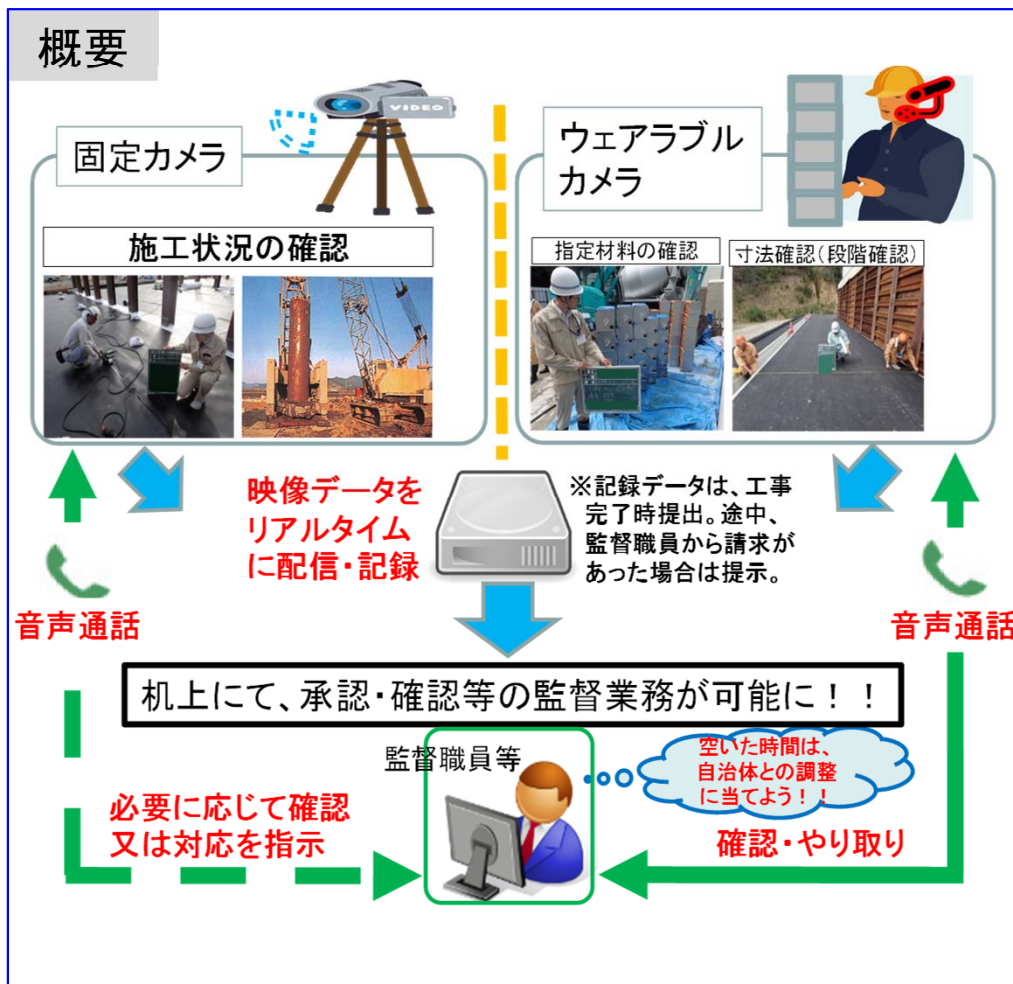 概要
VIDEO
固定カメラ
ウェアラブル
カメラ
施工状況の確認
指定材料の確認
寸法確認(段階確認)
映像データを
リアルタイム
に配信・記録
※記録データは、工事
完了時提出。途中、
監督職員から請求が
あった場合は提示。
音声通話
音声通話
机上にて、承認・確認等の監督業務が可能に！！
監督職員等
空いた時間は、
自治体との調整
に当てよう！！
必要に応じて確認
又は対応を指示
確認・やり取り